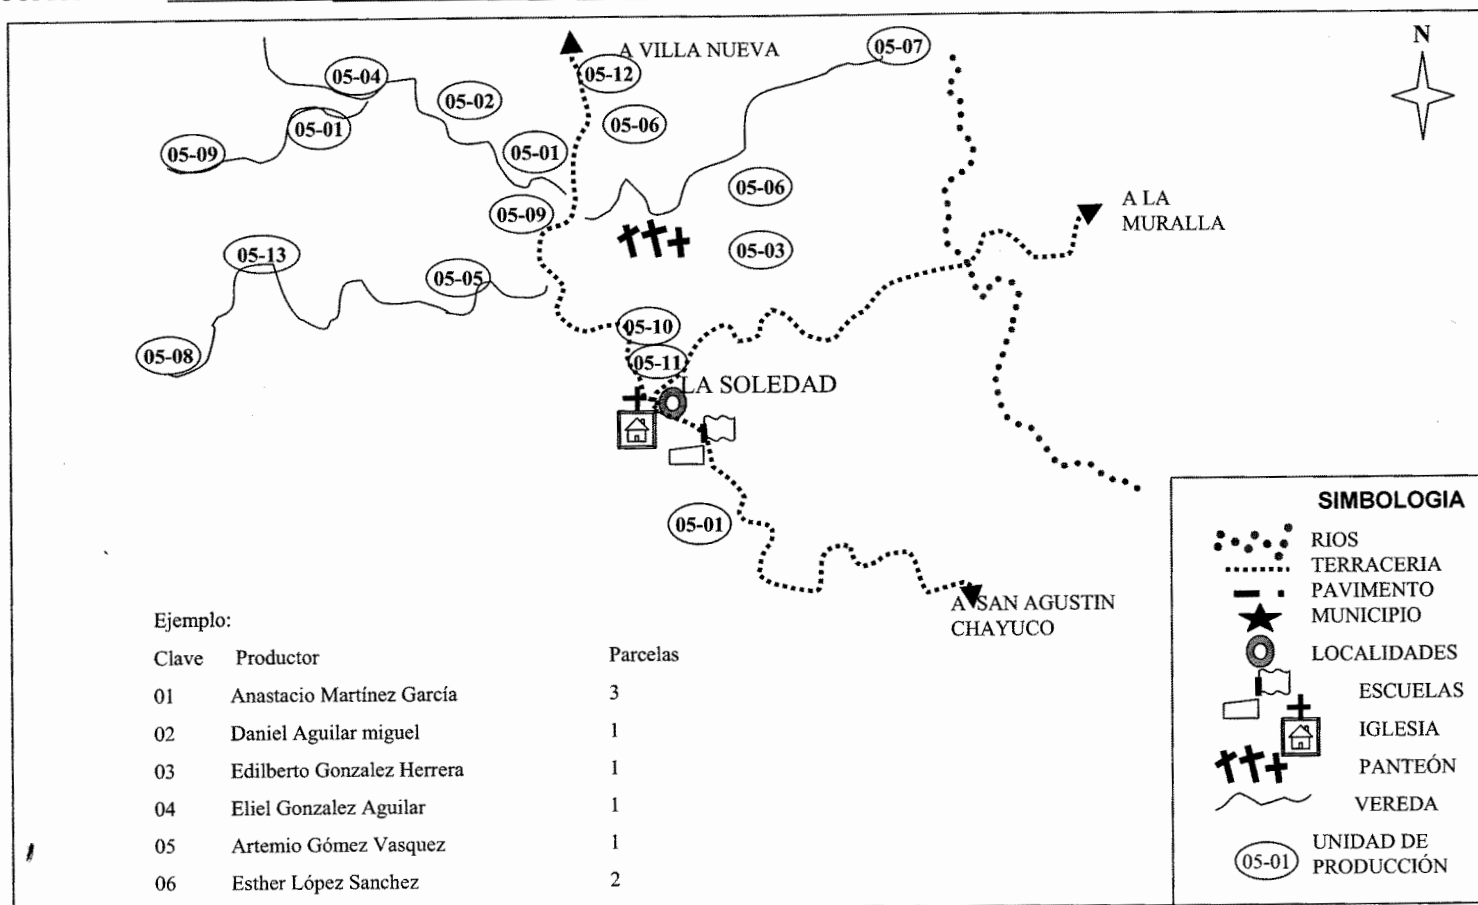 A VILLA NUEVA
N
05-07
05-12
05-04
05-02
05-06
05-01
05-01
05-09
05-06
05-09
A LA
MURALLA
05-03
05-13
05-05
05-10
05-08
05-11
LA SOLEDAD
05-01
A SAN AGUSTIN
CHAYUCO
Ejemplo:
Clave Productor Parcelas
01 Anastacio Martínez García 3
02 Daniel Aguilar miguel 1
03 Edilberto Gonzalez Herrera 1
04 Eliel Gonzalez Aguilar 1
05 Artemio Gómez Vasquez 1
06 Esther López Sanchez 2
SIMBOLOGIA
RIOS
TERRACERIA
PAVIMENTO
MUNICIPIO
LOCALIDADES
ESCUELAS
IGLESIA
PANTEÓN
VEREDA
05-01 UNIDAD DE
PRODUCCIÓN